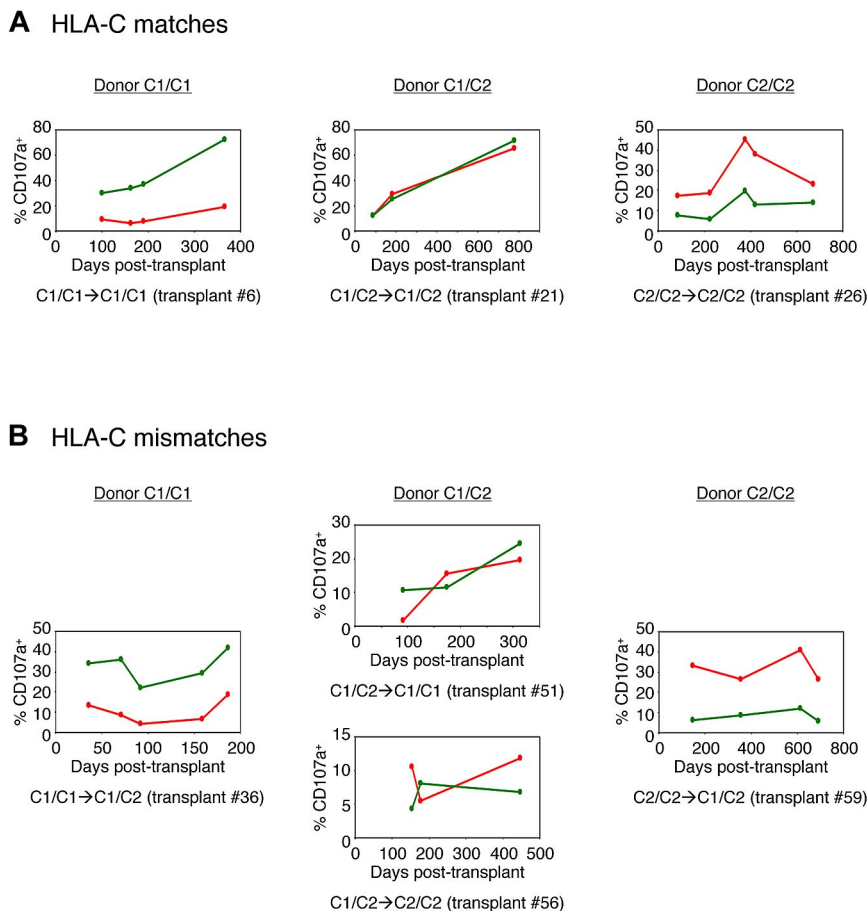 A HLA-C matches
Donor C1/C1
Donor C1/C2
Donor C2/C2
% CD107a+
80
60
40
20
0
0 100 200 300 400
Days post-transplant
C1/C1→C1/C1 (transplant #6)
% CD107a+
80
60
40
20
0
0 200 400 600 800
Days post-transplant
C1/C2→C1/C2 (transplant #21)
% CD107a+
50
40
30
20
10
0
0 200 400 600 800
Days post-transplant
C2/C2→C2/C2 (transplant #26)
B HLA-C mismatches
Donor C1/C1
Donor C1/C2
Donor C2/C2
% CD107a+
50
40
30
20
10
0
0 50 100 150 200
Days post-transplant
C1/C1→C1/C2 (transplant #36)
% CD107a+
30
20
10
0
0 100 200 300
Days post-transplant
C1/C2→C1/C1 (transplant #51)
% CD107a+
15
10
5
0
0 100 200 300 400 500
Days post-transplant
C1/C2→C2/C2 (transplant #56)
% CD107a+
50
40
30
20
10
0
0 200 400 600 800
Days post-transplant
C2/C2→C1/C2 (transplant #59)